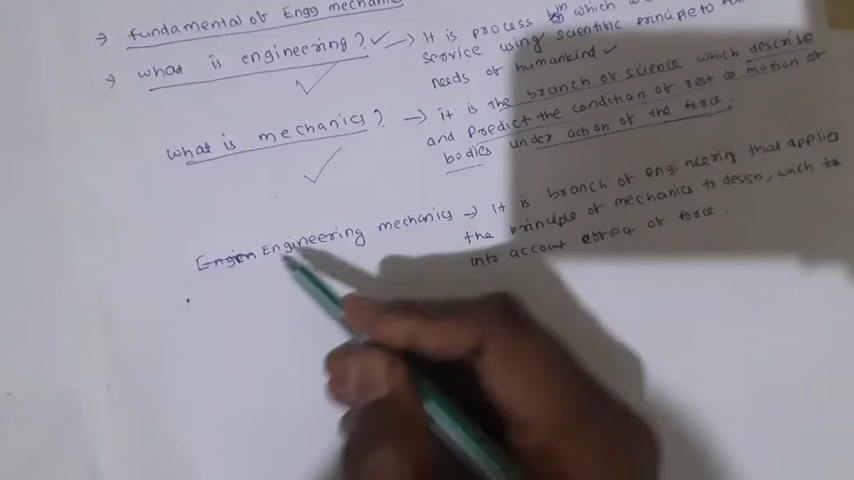 → fundamental of Engg mechanic
→ what is engineering? ✓ → It is process by which
Service using scientific principle to
needs of humankind ✓
what is mechanics? → it is the branch of science which describe
and Predict the condition of rest or motion of
bodies under action of the force.
Engineering mechanics → It is branch of engineering that applies
the principle of mechanics to design, which
into account effect of force.